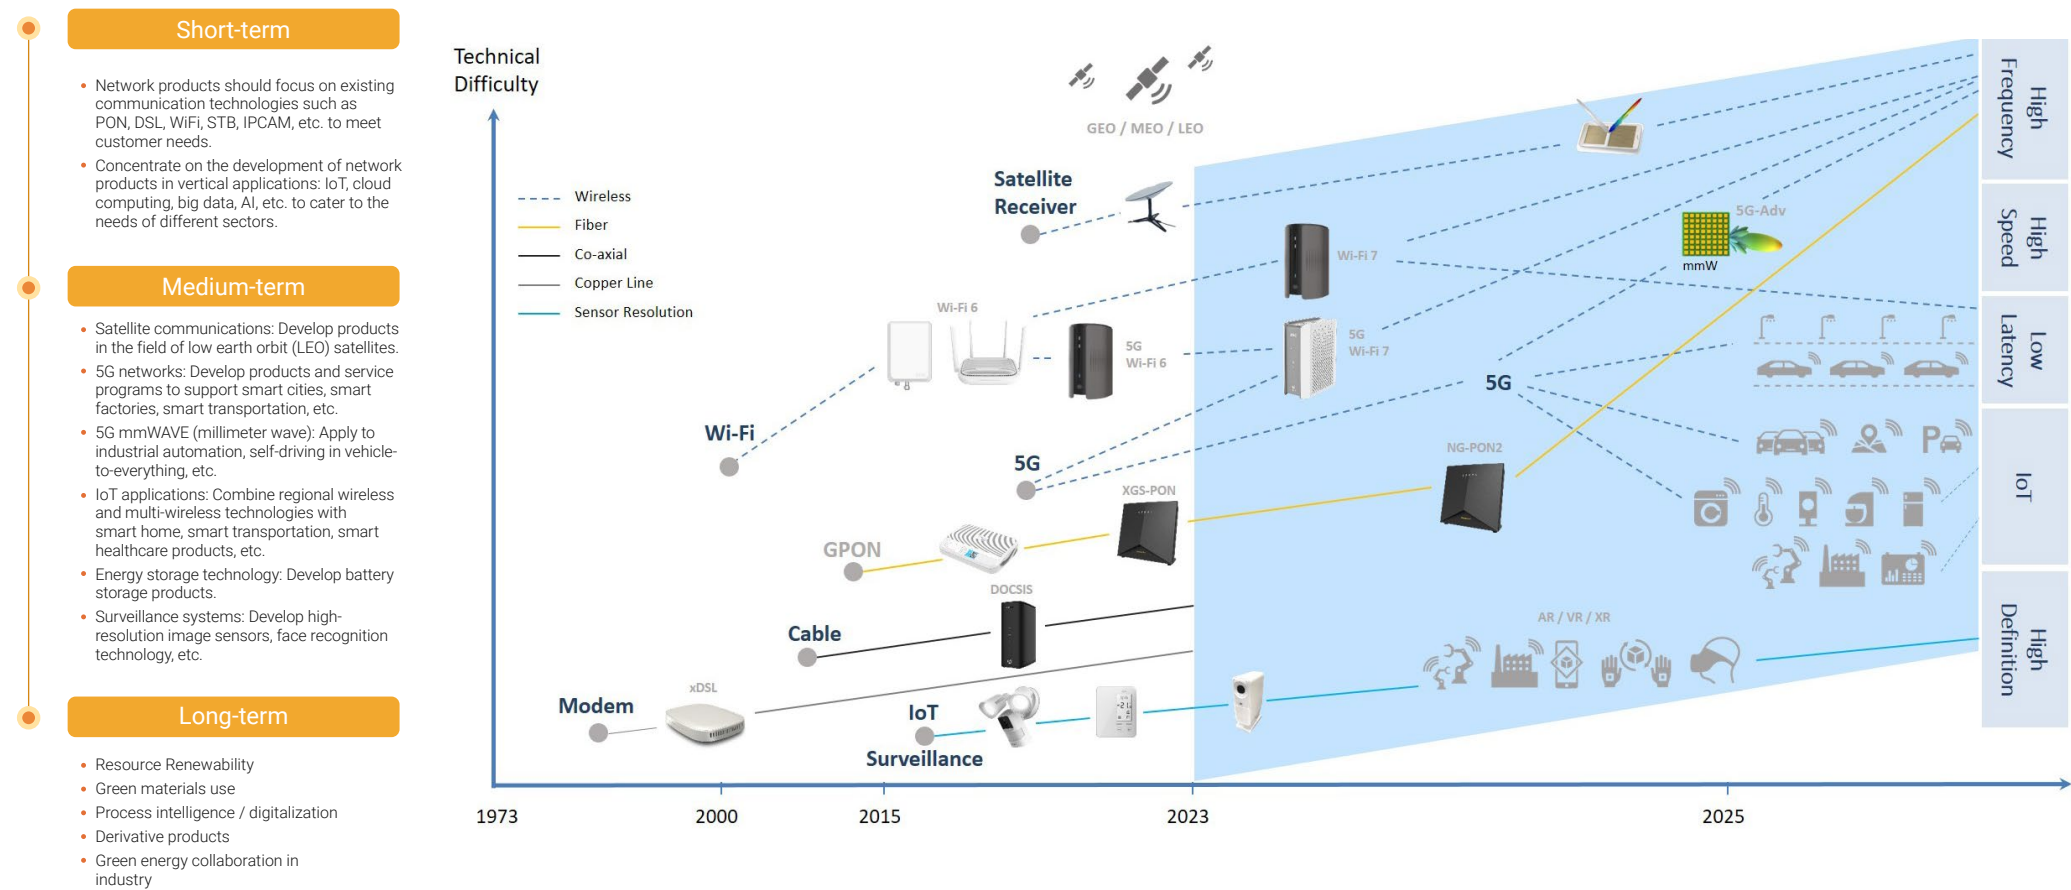 Short-term
• Network products should focus on existing
communication technologies such as
PON, DSL, WiFi, STB, IPCAM, etc. to meet
customer needs.
• Concentrate on the development of network
products in vertical applications: IoT, cloud
computing, big data, AI, etc. to cater to the
needs of different sectors.
Medium-term
• Satellite communications: Develop products
in the field of low earth orbit (LEO) satellites.
• 5G networks: Develop products and service
programs to support smart cities, smart
factories, smart transportation, etc.
• 5G mmWAVE (millimeter wave): Apply to
industrial automation, self-driving in vehicle-
to-everything, etc.
• IoT applications: Combine regional wireless
and multi-wireless technologies with
smart home, smart transportation, smart
healthcare products, etc.
• Energy storage technology: Develop battery
storage products.
• Surveillance systems: Develop high-
resolution image sensors, face recognition
technology, etc.
Long-term
• Resource Renewability
• Green materials use
• Process intelligence / digitalization
• Derivative products
• Green energy collaboration in
industry
Technical
Difficulty
Wireless
Fiber
Co-axial
Copper Line
Sensor Resolution
GEO / MEO / LEO
Satellite
Receiver
Wi-Fi 6
5G
Wi-Fi 6
Wi-Fi 7
5G
Wi-Fi 7
5G-Adv
mmW
Wi-Fi
5G
5G
XGS-PON
NG-PON2
GPON
DOCSIS
Cable
AR / VR / XR
xDSL
Modem
IoT
Surveillance
-21
P
High
Frequency
High
Speed
Low
Latency
IoT
High
Definition
1973
2000
2015
2023
2025